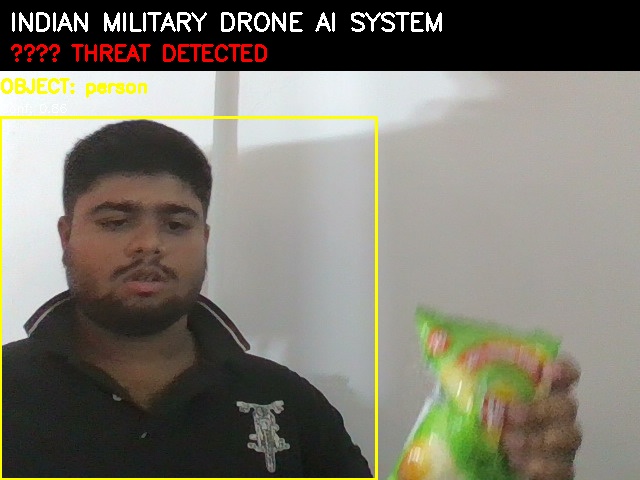 INDIAN MILITARY DRONE AI SYSTEM
???? THREAT DETECTED
OBJECT: person